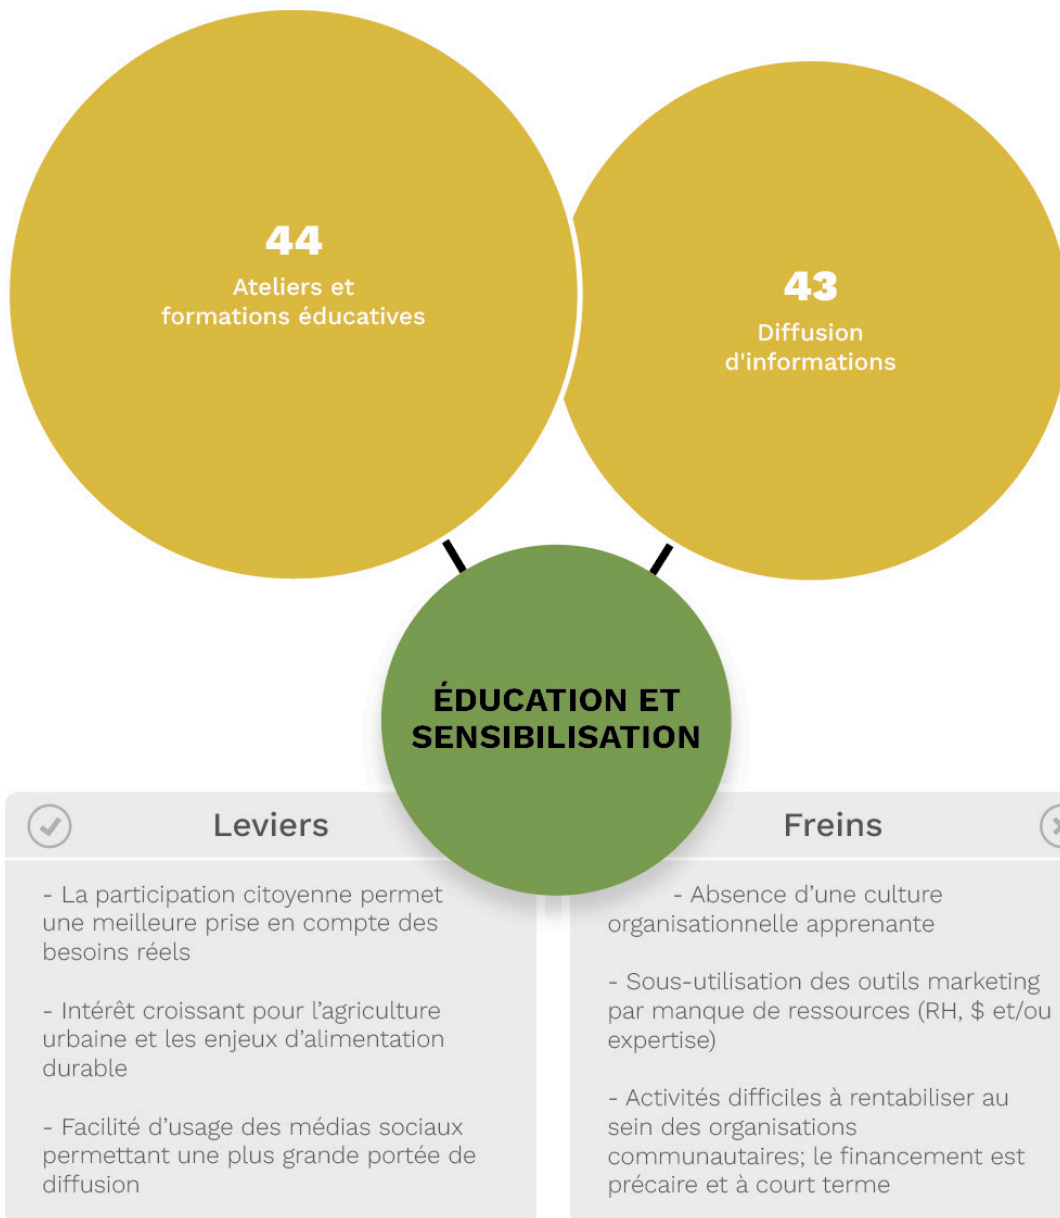 44
Ateliers et
formations éducatives
43
Diffusion
d'informations
ÉDUCATION ET
SENSIBILISATION
Leviers
- La participation citoyenne permet
une meilleure prise en compte des
besoins réels
- Intérêt croissant pour l’agriculture
urbaine et les enjeux d’alimentation
durable
- Facilité d’usage des médias sociaux
permettant une plus grande portée de
diffusion
Freins
- Absence d’une culture
organisationnelle apprenante
- Sous-utilisation des outils marketing
par manque de ressources (RH, $ et/ou
expertise)
- Activités difficiles à rentabiliser au
sein des organisations
communautaires; le financement est
précaire et à court terme